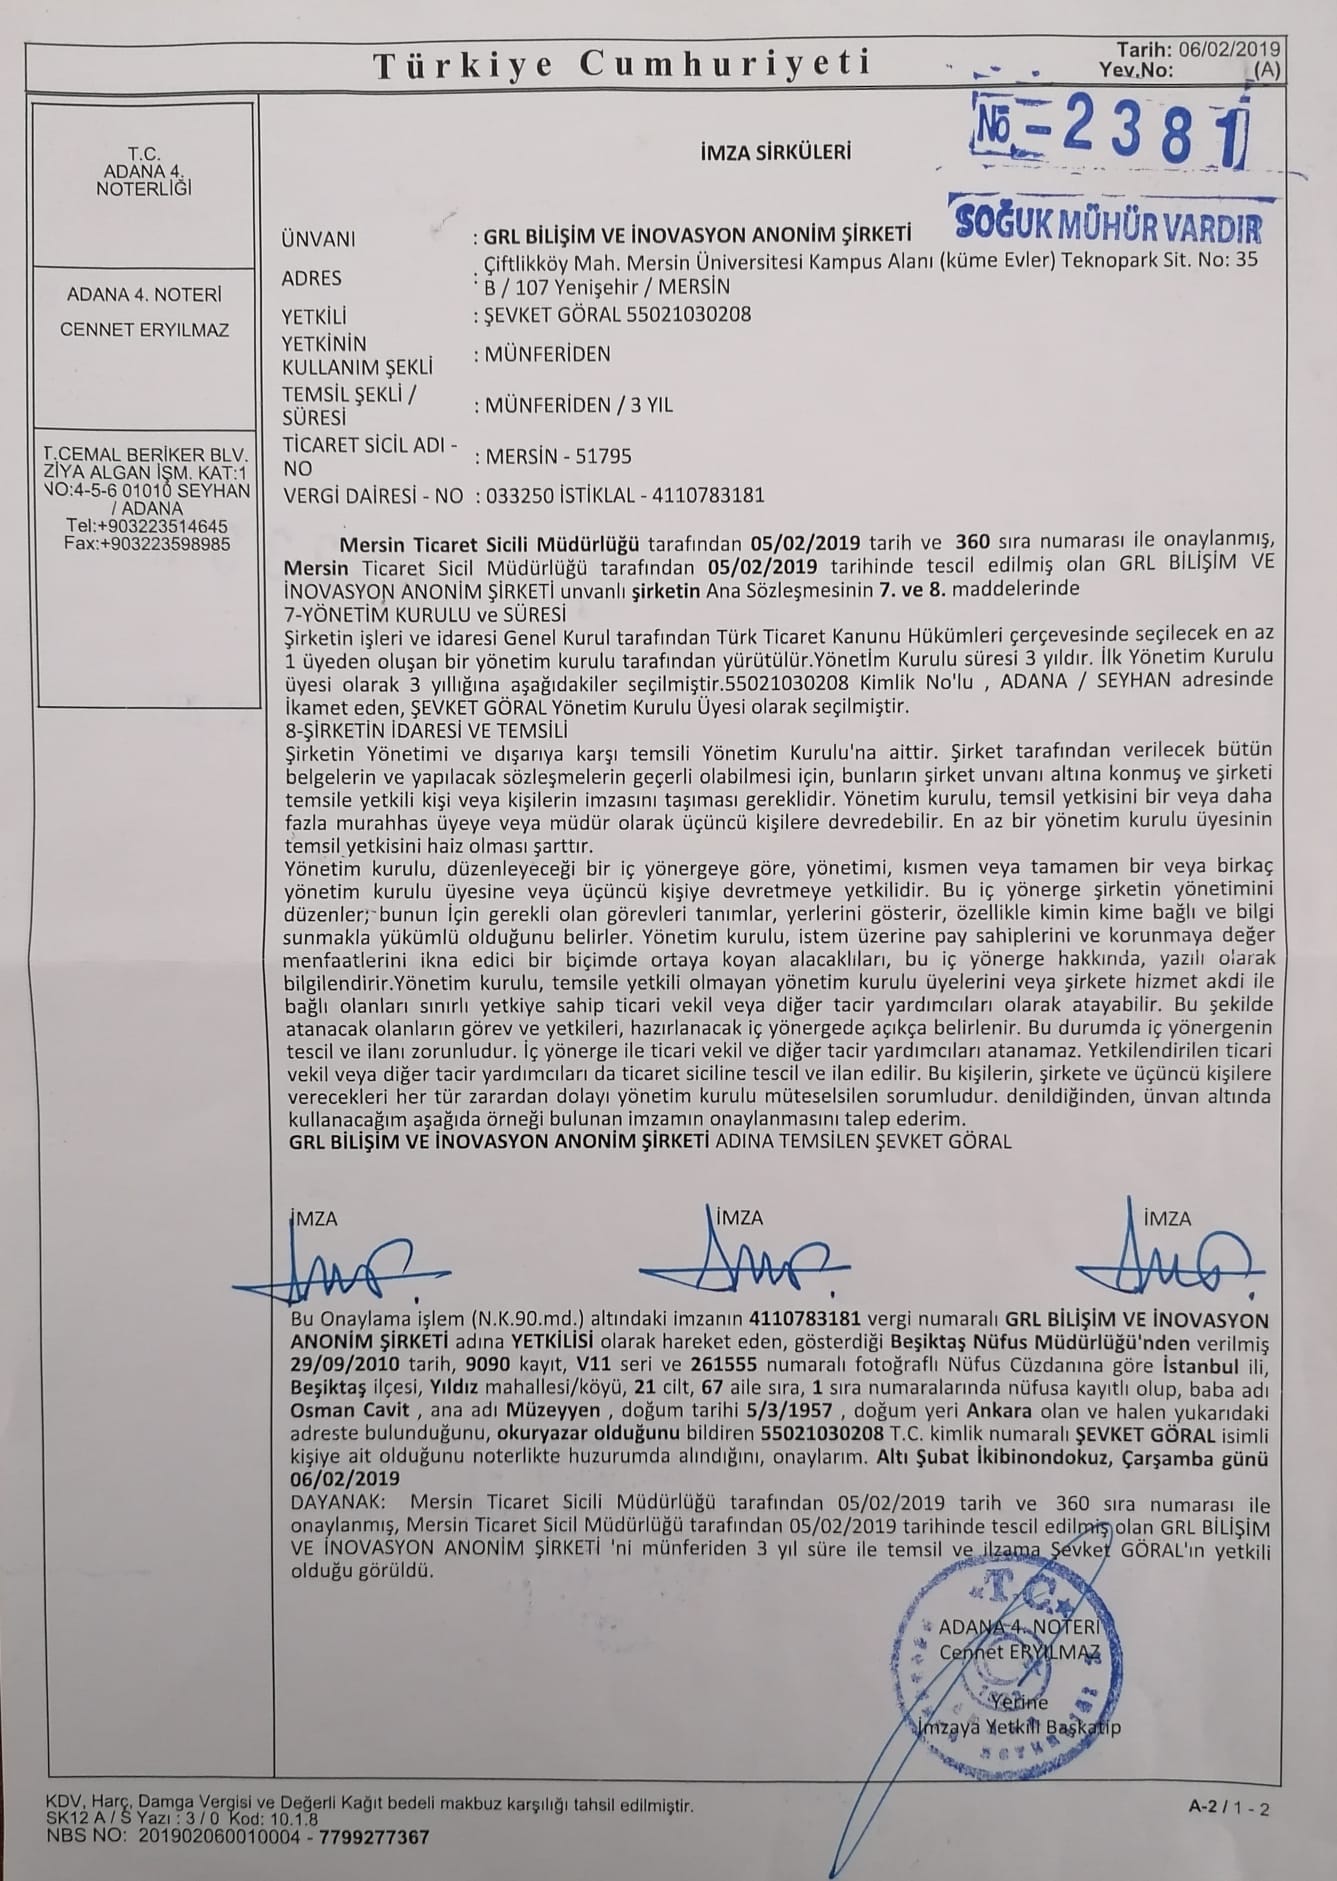 Türkiye Cumhuriyeti
Tarih: 06/02/2019
Yev.No: (A)
No - 2381
SOĞUK MÜHÜR VARDIR
T.C.
ADANA 4.
NOTERLİĞİ
ADANA 4. NOTERİ
CENNET ERYILMAZ
T.CEMAL BERİKER BLV.
ZİYA ALGAN İŞM. KAT:1
NO:4-5-6 01010 SEYHAN
/ ADANA
Tel:+903223514645
Fax:+903223598985
İMZA SİRKÜLERİ
ÜNVANI : GRL BİLİŞİM VE İNOVASYON ANONİM ŞİRKETİ
ADRES : Çiftlikköy Mah. Mersin Üniversitesi Kampus Alanı (küme Evler) Teknopark Sit. No: 35
B / 107 Yenişehir / MERSİN
YETKİLİ : ŞEVKET GÖRAL 55021030208
YETKİNİN
KULLANIM ŞEKLİ : MÜNFERİDEN
TEMSİL ŞEKLİ /
SÜRESİ : MÜNFERİDEN / 3 YIL
TİCARET SİCİL ADI -
NO : MERSİN - 51795
VERGİ DAİRESİ - NO : 033250 İSTİKLAL - 4110783181
Mersin Ticaret Sicili Müdürlüğü tarafından 05/02/2019 tarih ve 360 sıra numarası ile onaylanmış,
Mersin Ticaret Sicil Müdürlüğü tarafından 05/02/2019 tarihinde tescil edilmiş olan GRL BİLİŞİM VE
İNOVASYON ANONİM ŞİRKETİ unvanlı şirketin Ana Sözleşmesinin 7. ve 8. maddelerinde
7-YÖNETİM KURULU ve SÜRESİ
Şirketin işleri ve idaresi Genel Kurul tarafından Türk Ticaret Kanunu Hükümleri çerçevesinde seçilecek en az
1 üyeden oluşan bir yönetim kurulu tarafından yürütülür.Yönetİm Kurulu süresi 3 yıldır. İlk Yönetim Kurulu
üyesi olarak 3 yıllığına aşağıdakiler seçilmiştir.55021030208 Kimlik No'lu , ADANA / SEYHAN adresinde
İkamet eden, ŞEVKET GÖRAL Yönetim Kurulu Üyesi olarak seçilmiştir.
8-ŞİRKETİN İDARESİ VE TEMSİLİ
Şirketin Yönetimi ve dışarıya karşı temsili Yönetim Kurulu'na aittir. Şirket tarafından verilecek bütün
belgelerin ve yapılacak sözleşmelerin geçerli olabilmesi için, bunların şirket unvanı altına konmuş ve şirketi
temsile yetkili kişi veya kişilerin imzasını taşıması gereklidir. Yönetim kurulu, temsil yetkisini bir veya daha
fazla murahhas üyeye veya müdür olarak üçüncü kişilere devredebilir. En az bir yönetim kurulu üyesinin
temsil yetkisini haiz olması şarttır.
Yönetim kurulu, düzenleyeceği bir iç yönergeye göre, yönetimi, kısmen veya tamamen bir veya birkaç
yönetim kurulu üyesine veya üçüncü kişiye devretmeye yetkilidir. Bu iç yönerge şirketin yönetimini
düzenler; bunun İçin gerekli olan görevleri tanımlar, yerlerini gösterir, özellikle kimin kime bağlı ve bilgi
sunmakla yükümlü olduğunu belirler. Yönetim kurulu, istem üzerine pay sahiplerini ve korunmaya değer
menfaatlerini ikna edici bir biçimde ortaya koyan alacaklıları, bu iç yönerge hakkında, yazılı olarak
bilgilendirir.Yönetim kurulu, temsile yetkili olmayan yönetim kurulu üyelerini veya şirkete hizmet akdi ile
bağlı olanları sınırlı yetkiye sahip ticari vekil veya diğer tacir yardımcıları olarak atayabilir. Bu şekilde
atanacak olanların görev ve yetkileri, hazırlanacak iç yönergede açıkça belirlenir. Bu durumda iç yönergenin
tescil ve ilanı zorunludur. İç yönerge ile ticari vekil ve diğer tacir yardımcıları atanamaz. Yetkilendirilen ticari
vekil veya diğer tacir yardımcıları da ticaret siciline tescil ve ilan edilir. Bu kişilerin, şirkete ve üçüncü kişilere
verecekleri her tür zarardan dolayı yönetim kurulu müteselsilen sorumludur. denildiğinden, ünvan altında
kullanacağım aşağıda örneği bulunan imzamın onaylanmasını talep ederim.
GRL BİLİŞİM VE İNOVASYON ANONİM ŞİRKETİ ADINA TEMSİLEN ŞEVKET GÖRAL
İMZA İMZA İMZA
Bu Onaylama işlem (N.K.90.md.) altındaki imzanın 4110783181 vergi numaralı GRL BİLİŞİM VE İNOVASYON
ANONİM ŞİRKETİ adına YETKİLİSİ olarak hareket eden, gösterdiği Beşiktaş Nüfus Müdürlüğü'nden verilmiş
29/09/2010 tarih, 9090 kayıt, V11 seri ve 261555 numaralı fotoğraflı Nüfus Cüzdanına göre İstanbul ili,
Beşiktaş ilçesi, Yıldız mahallesi/köyü, 21 cilt, 67 aile sıra, 1 sıra numaralarında nüfusa kayıtlı olup, baba adı
Osman Cavit , ana adı Müzeyyen , doğum tarihi 5/3/1957 , doğum yeri Ankara olan ve halen yukarıdaki
adreste bulunduğunu, okuryazar olduğunu bildiren 55021030208 T.C. kimlik numaralı ŞEVKET GÖRAL isimli
kişiye ait olduğunu noterlikte huzurumda alındığını, onaylarım. Altı Şubat İkibinondokuz, Çarşamba günü
06/02/2019
DAYANAK: Mersin Ticaret Sicili Müdürlüğü tarafından 05/02/2019 tarih ve 360 sıra numarası ile
onaylanmış, Mersin Ticaret Sicil Müdürlüğü tarafından 05/02/2019 tarihinde tescil edilmiş olan GRL BİLİŞİM
VE İNOVASYON ANONİM ŞİRKETİ 'ni münferiden 3 yıl süre ile temsil ve ilzama Şevket GÖRAL'ın yetkili
olduğu görüldü.
T.C.
ADANA 4. NOTERİ
Cennet ERYILMAZ
Yerine
İmzaya Yetkili Başkatip
KDV, Harç, Damga Vergisi ve Değerli Kağıt bedeli makbuz karşılığı tahsil edilmiştir.
SK12 A / S Yazı : 3 / 0 Kod: 10.1.8
NBS NO: 201902060010004 - 7799277367
A-2 / 1 - 2